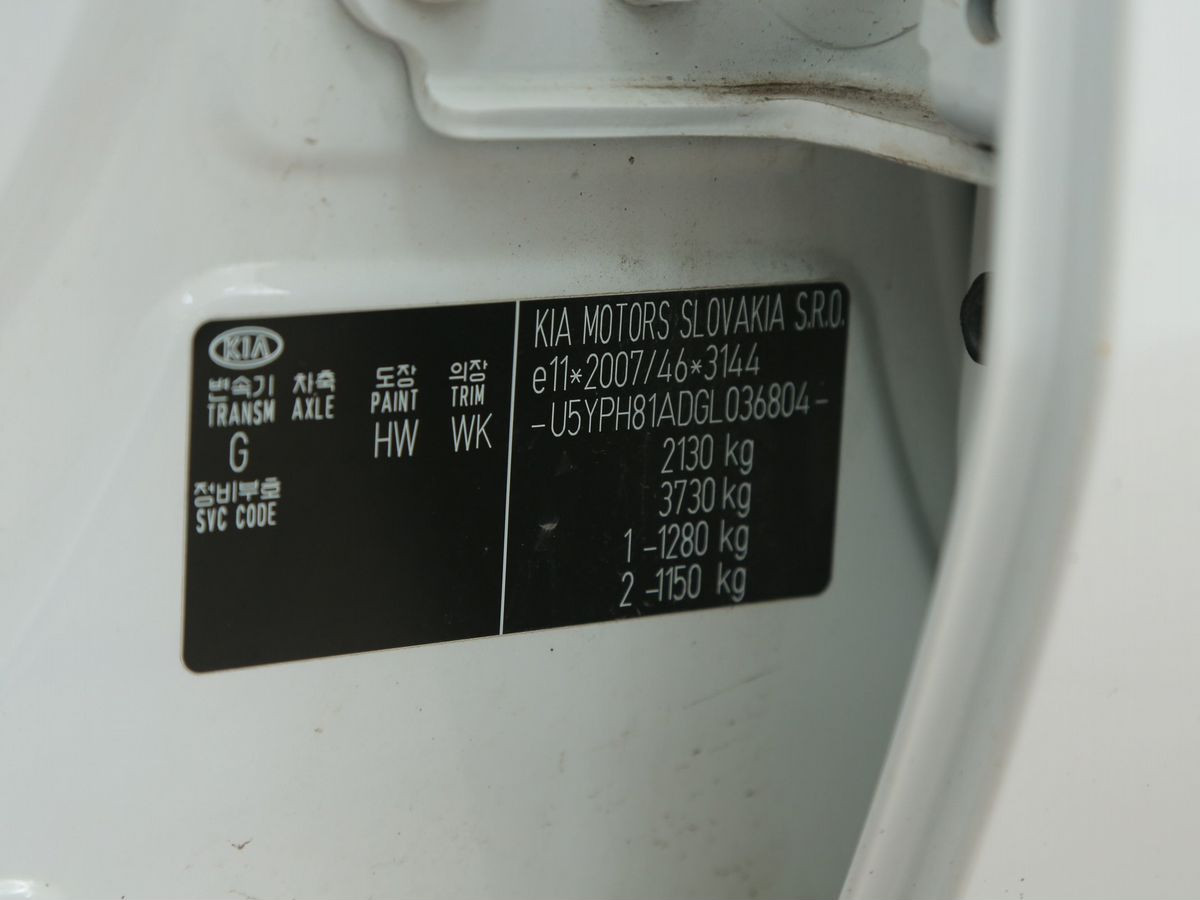 KIA
변속기 차축 도장 의장
TRANSM AXLE PAINT TRIM
G HW WK
정비부호
SVC CODE
KIA MOTORS SLOVAKIA S.R.O.
e11*2007/46*3144
-U5YPH81ADGL036804-
2130 kg
3730 kg
1 -1280 kg
2 -1150 kg